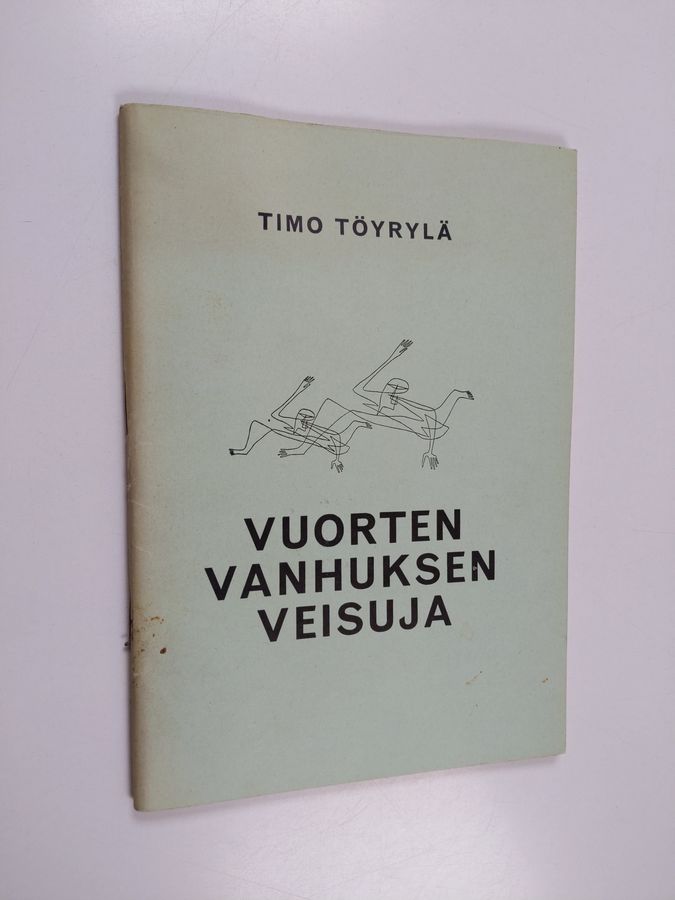 TIMO TÖYRYLÄ
VUORTEN
VANHUKSEN
VEISUJA